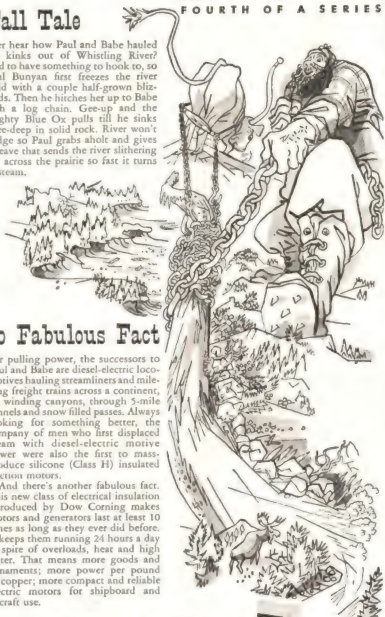 FOURTH OF A SERIES
Tall Tale
er hear how Paul and Babe hauled
kinks out of Whistling River?
d to have something to hook to, so
ul Bunyan first freezes the river
id with a couple half-grown bliz-
ds. Then he hitches her up to Babe
h a log chain. Gee-up and the
ghty Blue Ox pulls till he sinks
ee-deep in solid rock. River won't
dge so Paul grabs aholt and gives
eave that sends the river slithering
across the prairie so fast it turns
steam.
o Fabulous Fact
r pulling power, the successors to
ul and Babe are diesel-electric loco-
otives hauling streamliners and mile-
ng freight trains across a continent,
winding canyons, through 5-mile
nnels and snow filled passes. Always
oking for something better, the
mpany of men who first displaced
am with diesel-electric motive
wer were also the first to mass-
oduce silicone (Class H) insulated
ction motors.
And there's another fabulous fact.
is new class of electrical insulation
roduced by Dow Corning makes
otors and generators last at least 10
nes as long as they ever did before.
keeps them running 24 hours a day
spite of overloads, heat and high
ter. That means more goods and
naments; more power per pound
copper; more compact and reliable
ctric motors for shipboard and
craft use.